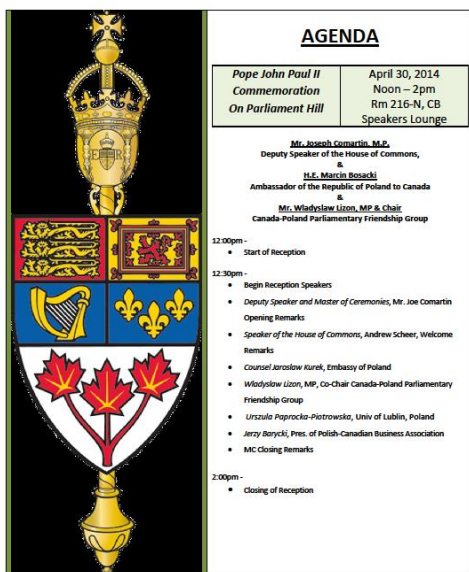 AGENDA
Pope John Paul II
Commemoration
On Parliament Hill
April 30, 2014
Noon – 2pm
Rm 216-N, CB
Speakers Lounge
Mr. Joseph Comartin, M.P.
Deputy Speaker of the House of Commons,
&
H.E. Marcin Bosacki
Ambassador of the Republic of Poland to Canada
&
Mr. Wladyslaw Lizon, MP & Chair
Canada-Poland Parliamentary Friendship Group
12:00pm -
• Start of Reception
12:30pm -
• Begin Reception Speakers
• Deputy Speaker and Master of Ceremonies, Mr. Joe Comartin
Opening Remarks
• Speaker of the House of Commons, Andrew Scheer, Welcome
Remarks
• Counsel Jaroslaw Kurek, Embassy of Poland
• Wladyslaw Lizon, MP, Co-Chair Canada-Poland Parliamentary
Friendship Group
• Urszula Paprocka-Piotrowska, Univ of Lublin, Poland
• Jerzy Barycki, Pres. of Polish-Canadian Business Association
• MC Closing Remarks
2:00pm -
• Closing of Reception
E R